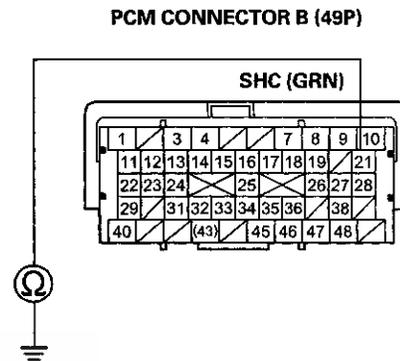 PCM CONNECTOR B (49P)
SHC (GRN)
1 3 4 7 8 9 10
11 12 13 14 15 16 17 18 19 21
22 23 24 25 26 27 28
29 31 32 33 34 35 36 38
40 (43) 45 46 47 48
Ω